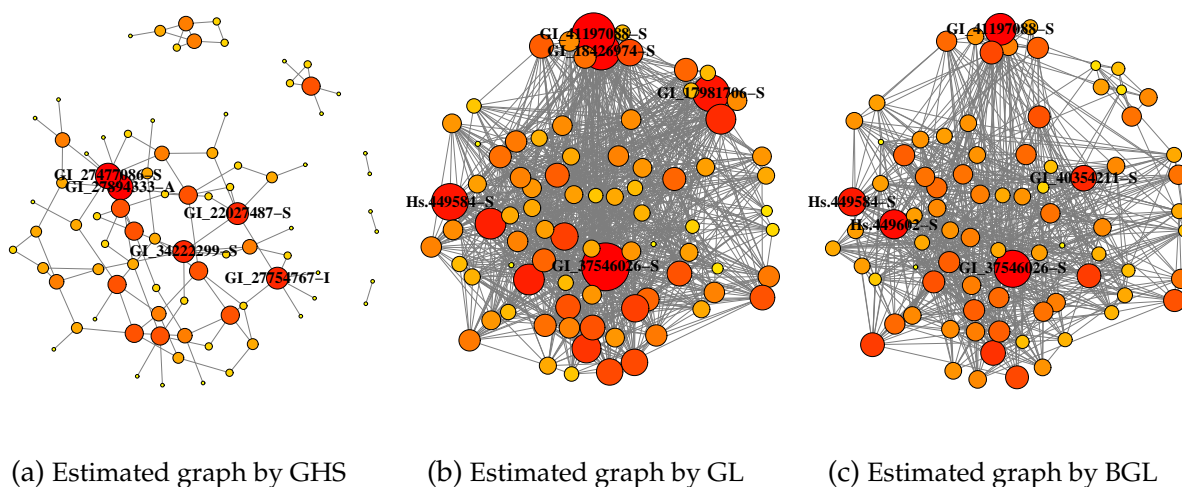 GI_27477086-S
GI_27894333-A
GI_22027487-S
GI_34222299-S
GI_27754767-I
GI_41197088-S
GI_18426974-S
GI_17981706-S
Hs.449584-S
GI_37546026-S
GI_41197088-S
GI_40354211-S
Hs.449584-S
Hs.449602-S
GI_37546026-S
(a) Estimated graph by GHS
(b) Estimated graph by GL
(c) Estimated graph by BGL